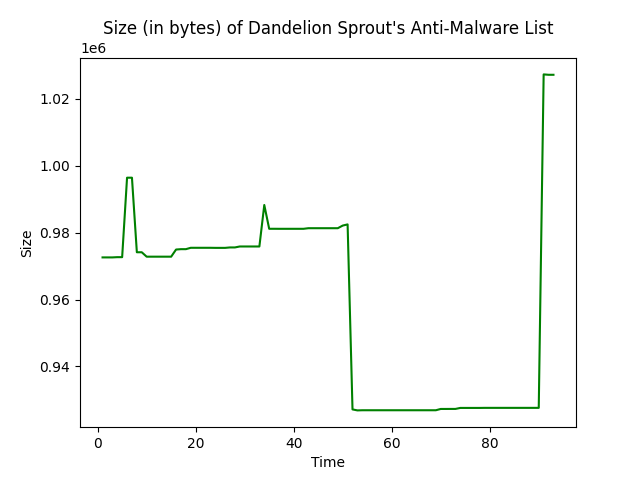 Size (in bytes) of Dandelion Sprout's Anti-Malware List
1e6
1.02
1.00
0.98
0.96
0.94
Size
0 20 40 60 80
Time